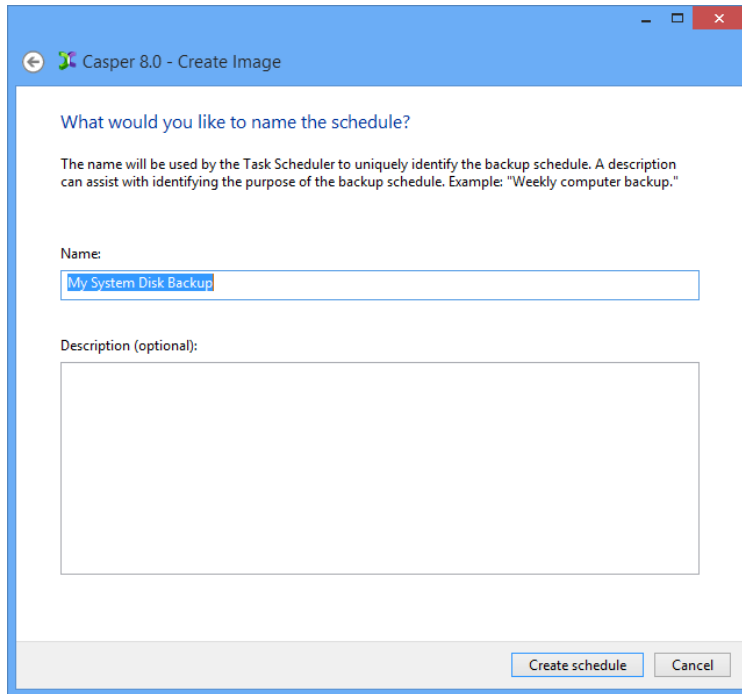 Casper 8.0 - Create Image
What would you like to name the schedule?
The name will be used by the Task Scheduler to uniquely identify the backup schedule. A description
can assist with identifying the purpose of the backup schedule. Example: "Weekly computer backup."
Name:
My System Disk Backup
Description (optional):
Create schedule
Cancel